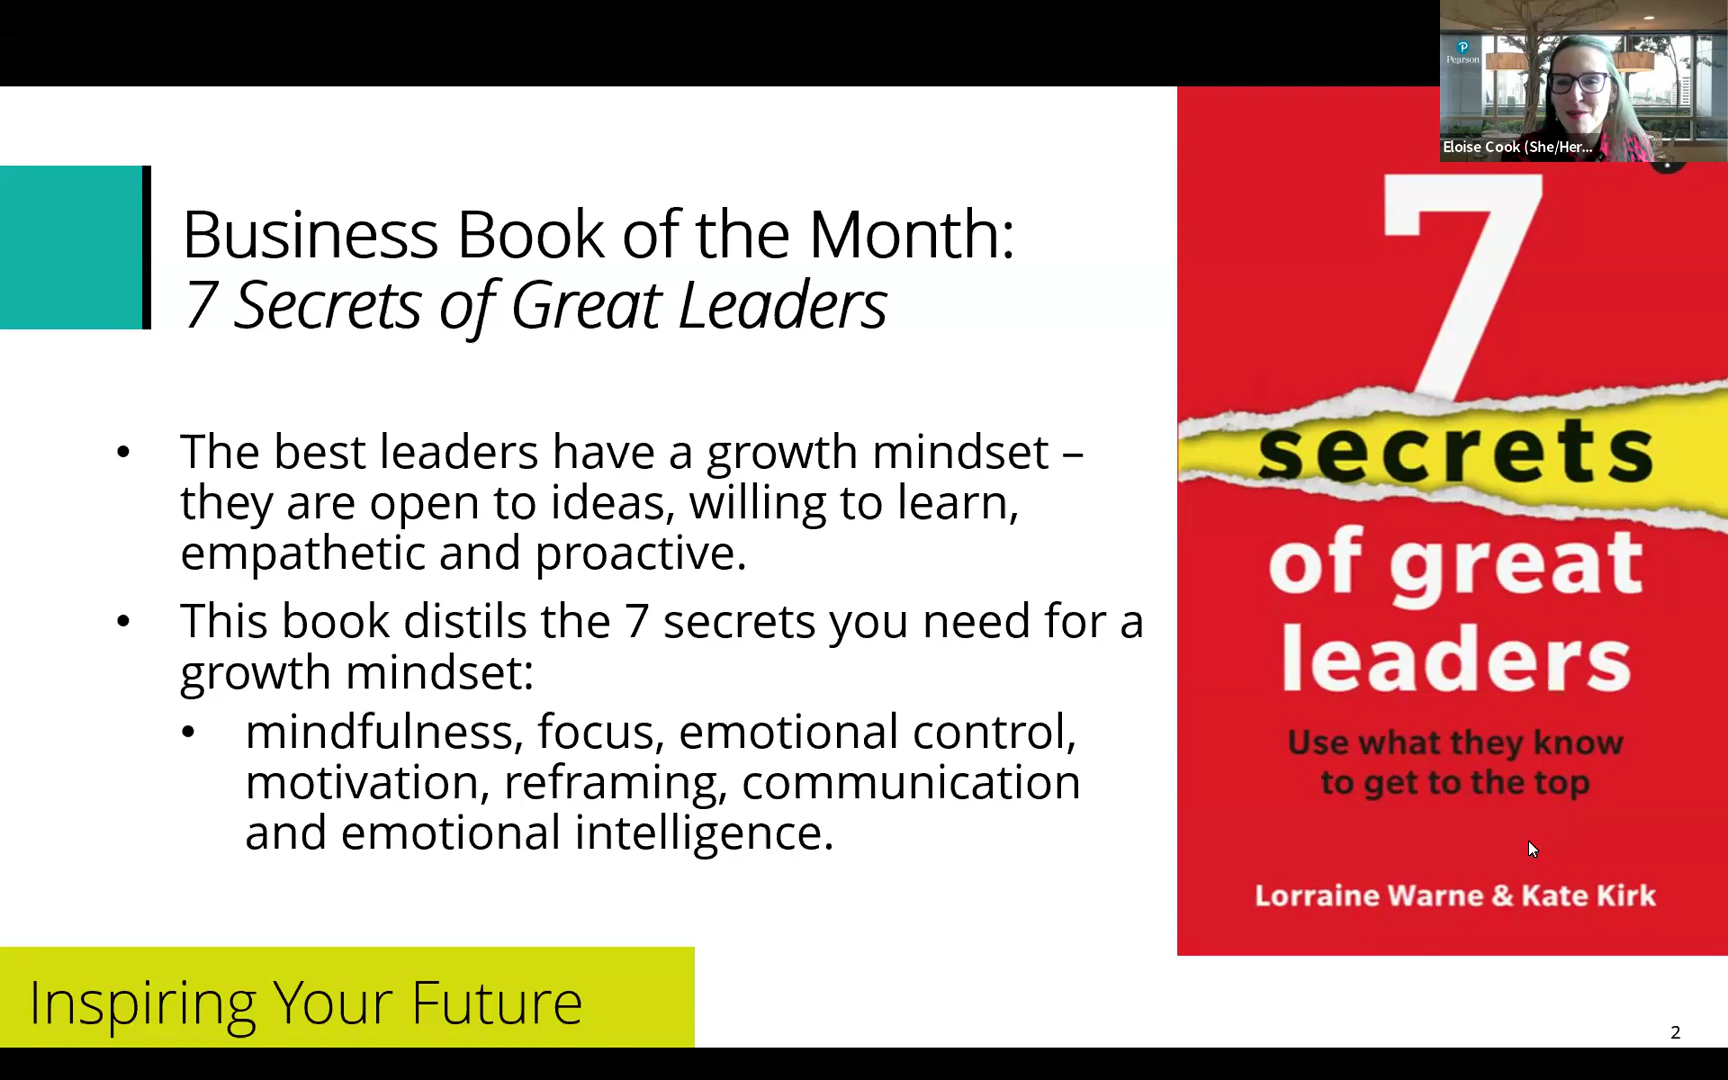 Pearson
Eloise Cook (She/Her...
Business Book of the Month:
7 Secrets of Great Leaders
• The best leaders have a growth mindset –
they are open to ideas, willing to learn,
empathetic and proactive.
• This book distils the 7 secrets you need for a
growth mindset:
• mindfulness, focus, emotional control,
motivation, reframing, communication
and emotional intelligence.
7
secrets
of great
leaders
Use what they know
to get to the top
Lorraine Warne & Kate Kirk
Inspiring Your Future
2